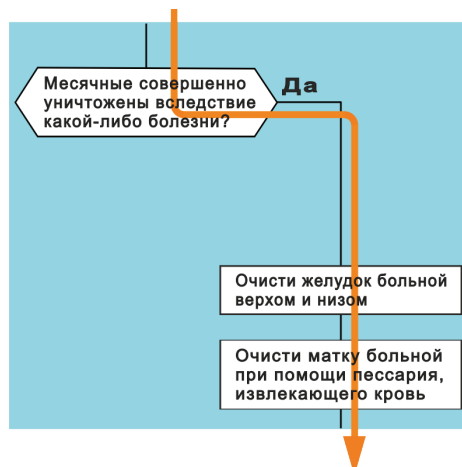 Месячные совершенно
уничтожены вследствие
какой-либо болезни?
Да
Очисти желудок больной
верхом и низом
Очисти матку больной
при помощи пессария,
извлекающего кровь